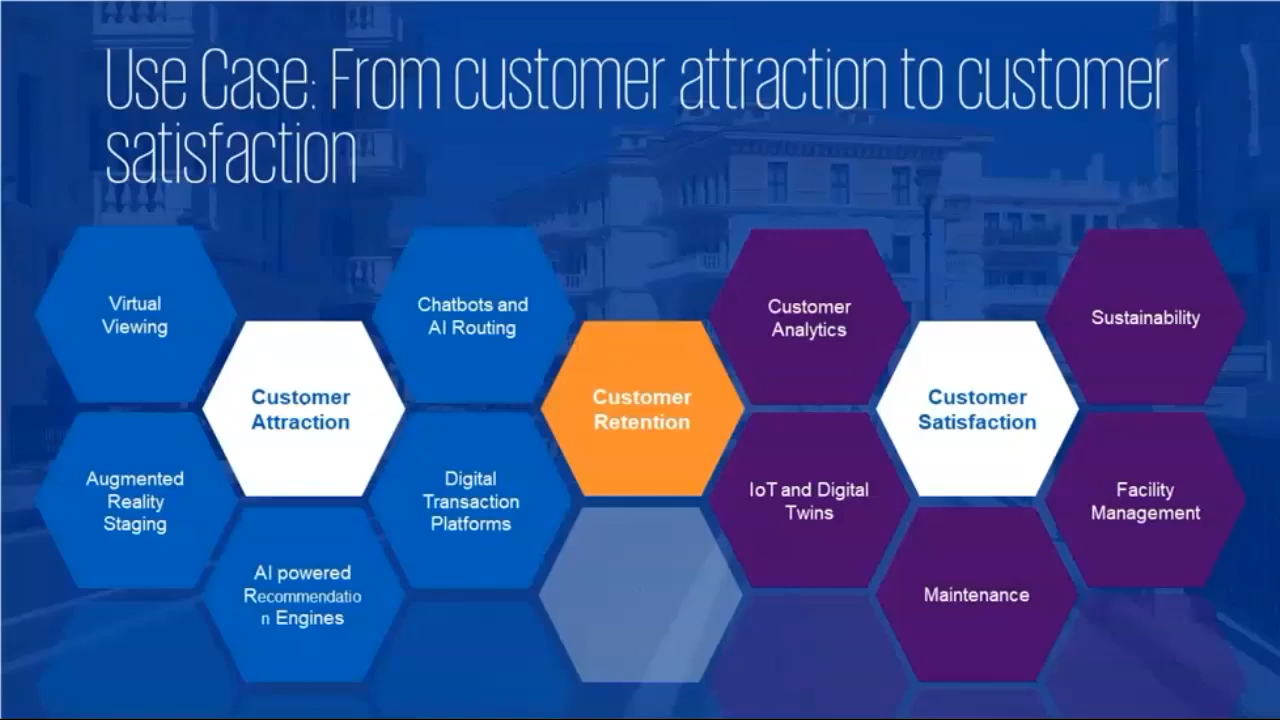 Use Case: From customer attraction to customer
satisfaction
Virtual
Viewing
Customer
Attraction
Augmented
Reality
Staging
AI powered
Recommendatio
n Engines
Chatbots and
AI Routing
Digital
Transaction
Platforms
Customer
Retention
Customer
Analytics
IoT and Digital
Twins
Customer
Satisfaction
Maintenance
Sustainability
Facility
Management